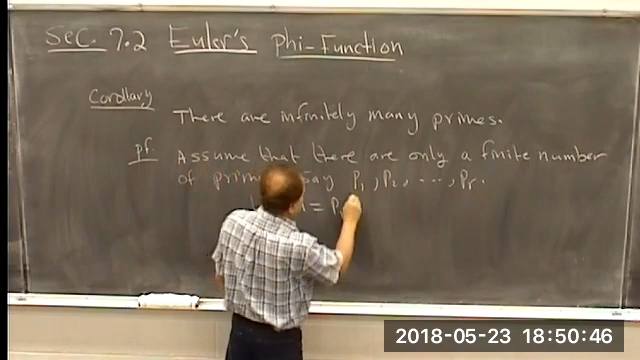 Sec. 7.2 Euler's Phi-Function
Corollary
There are infinitely many primes.
pf. Assume that there are only a finite number
of say P1, P2, ..., Pr.
= P
2018-05-23 18:50:46